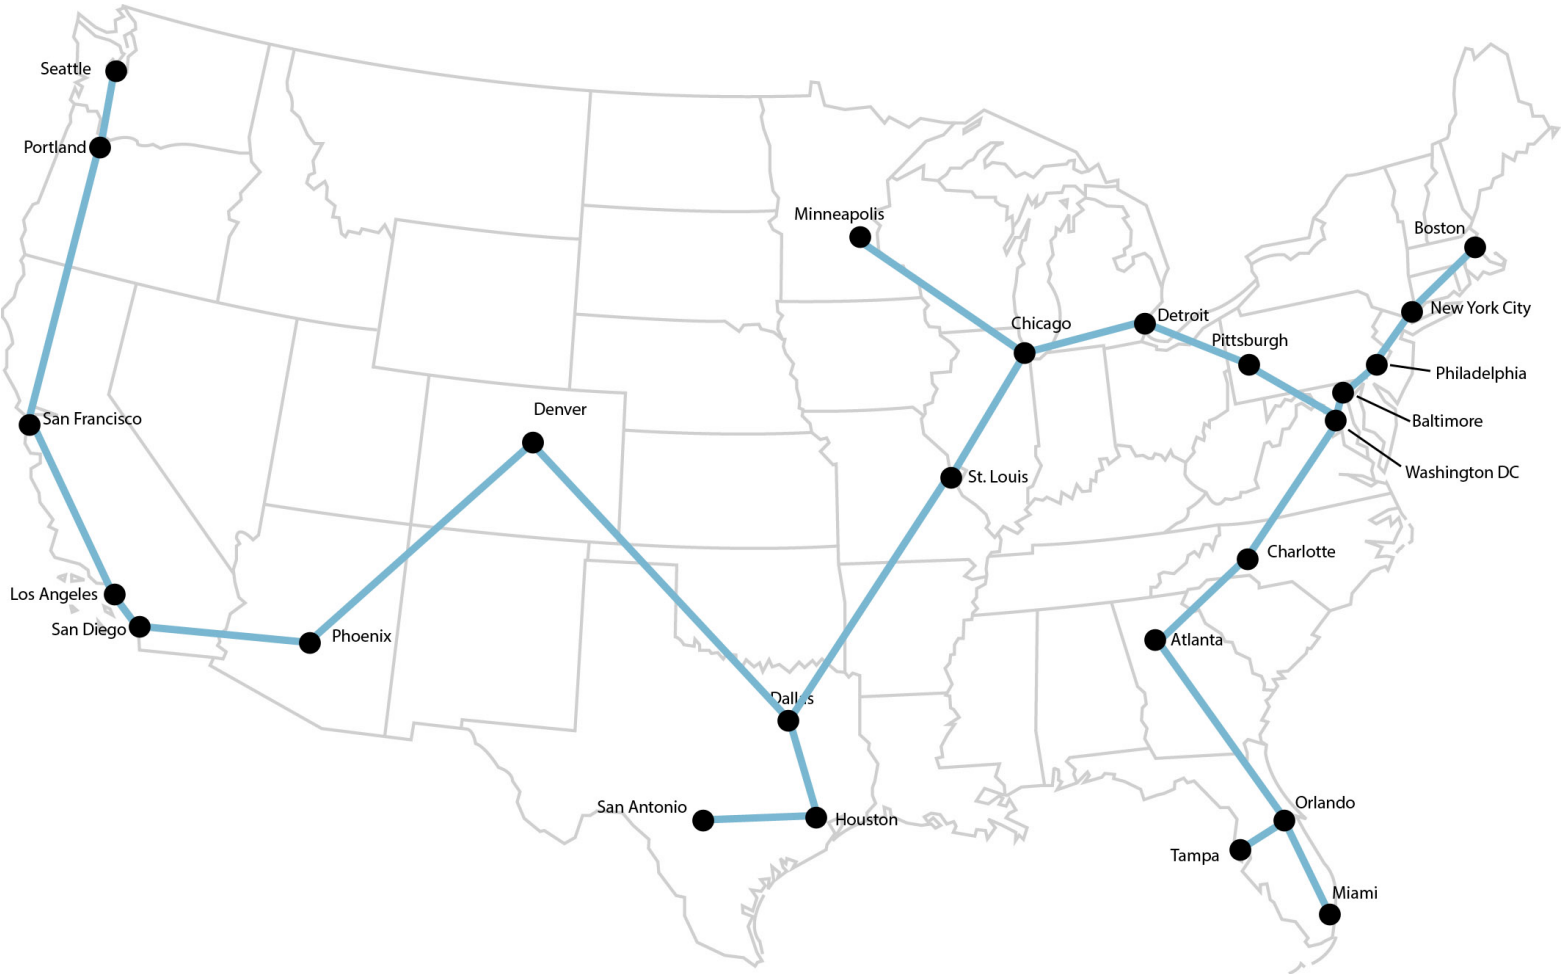 Seattle
Portland
Minneapolis
Boston
New York City
Chicago
Detroit
Pittsburgh
Philadelphia
San Francisco
Denver
Baltimore
Washington DC
St. Louis
Charlotte
Los Angeles
San Diego
Phoenix
Atlanta
Dallas
San Antonio
Houston
Orlando
Tampa
Miami